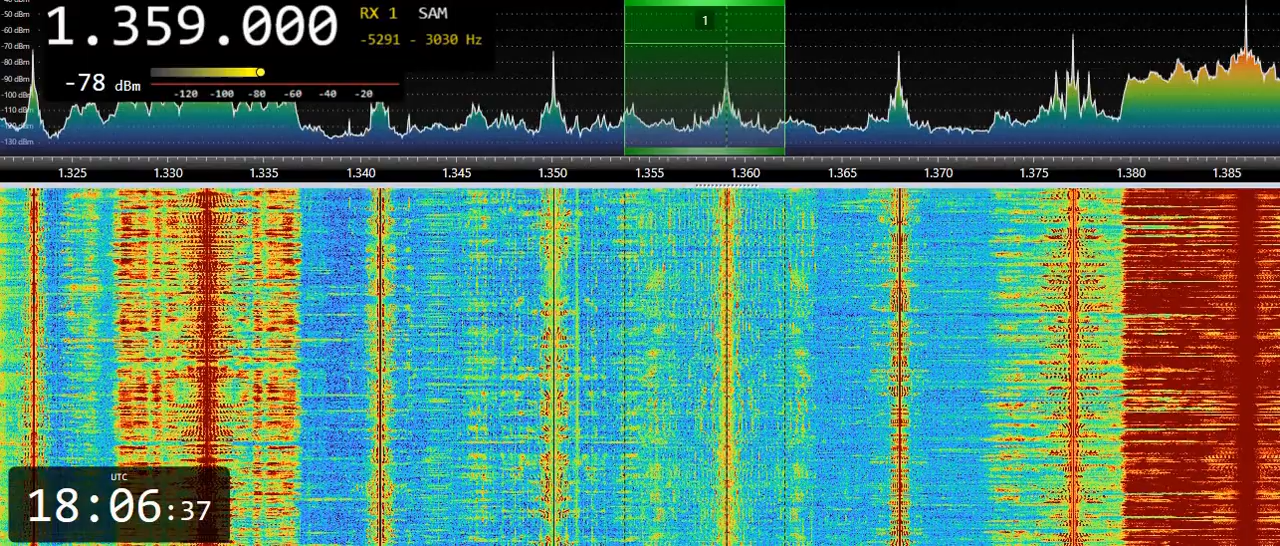 1.359.000
RX 1 SAM
-5291 - 3030 Hz
-78 dBm
-120 -100 -80 -60 -40 -20
1
-50 dBm
-60 dBm
-70 dBm
-80 dBm
-90 dBm
-100 dBm
-110 dBm
-120 dBm
-130 dBm
1.325 1.330 1.335 1.340 1.345 1.350 1.355 1.360 1.365 1.370 1.375 1.380 1.385
UTC
18:06:37